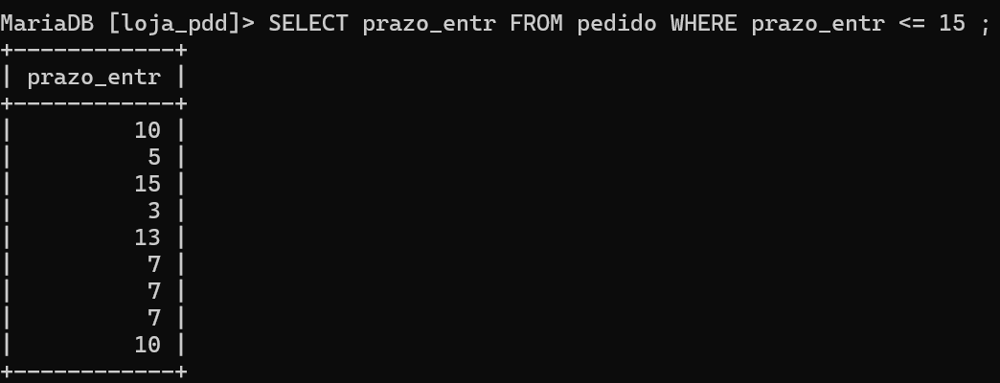 MariaDB [loja_pdd]> SELECT prazo_entr FROM pedido WHERE prazo_entr <= 15 ;
+------------+
| prazo_entr |
+------------+
|         10 |
|          5 |
|         15 |
|          3 |
|         13 |
|          7 |
|          7 |
|          7 |
|         10 |
+------------+